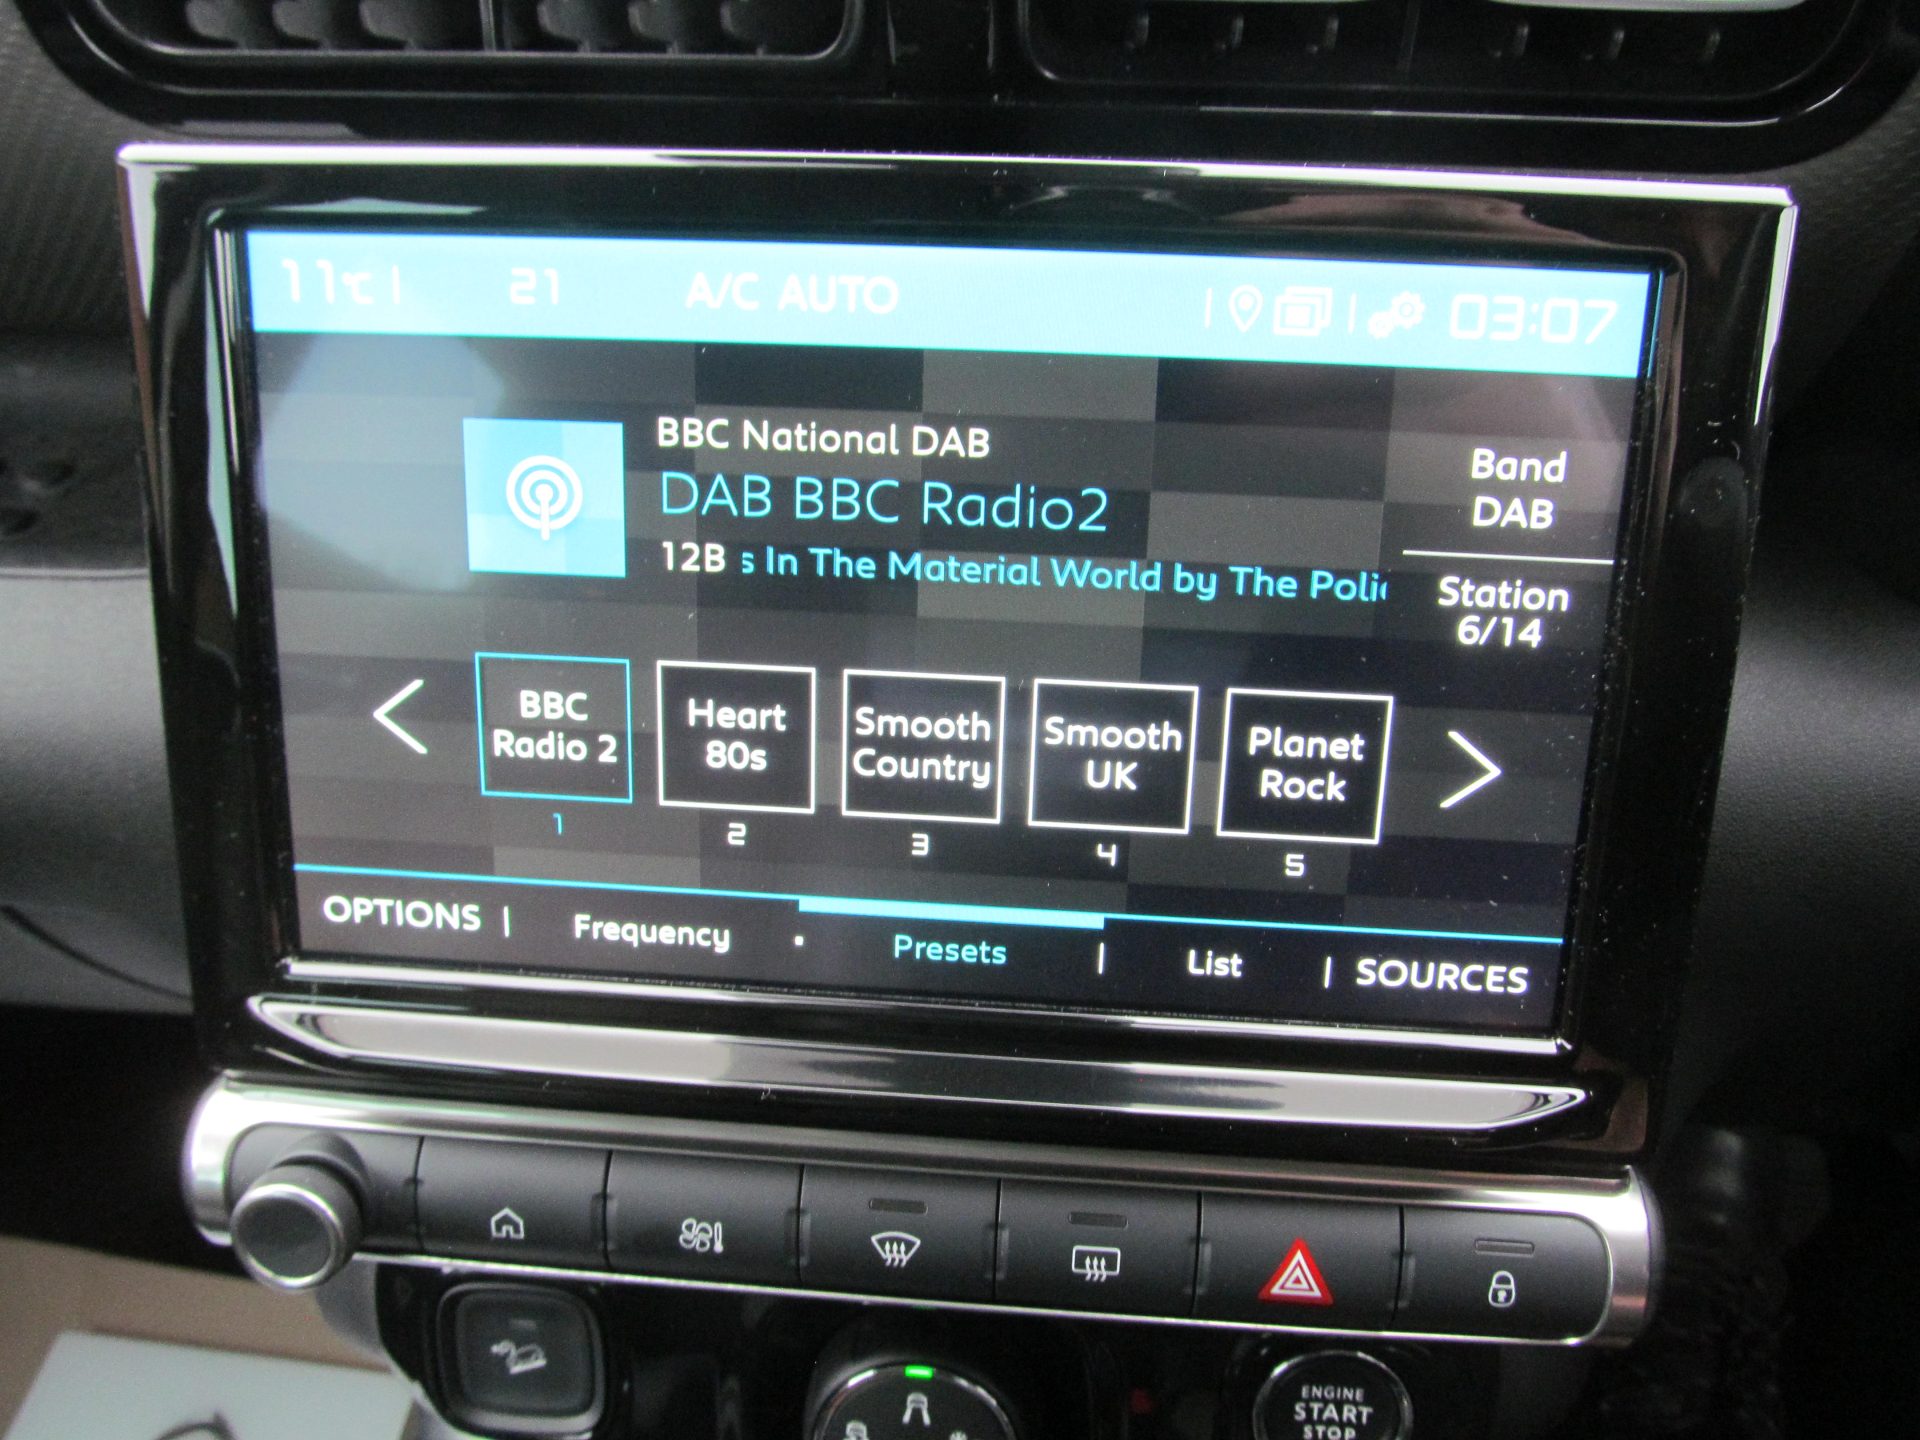 11°C | 21 A/C AUTO 03:07
BBC National DAB
DAB BBC Radio2
12B s In The Material World by The Poli
Band
DAB
Station
6/14
BBC
Radio 2
1
Heart
80s
2
Smooth
Country
3
Smooth
UK
4
Planet
Rock
5
OPTIONS | Frequency · Presets | List | SOURCES
ENGINE
START
STOP